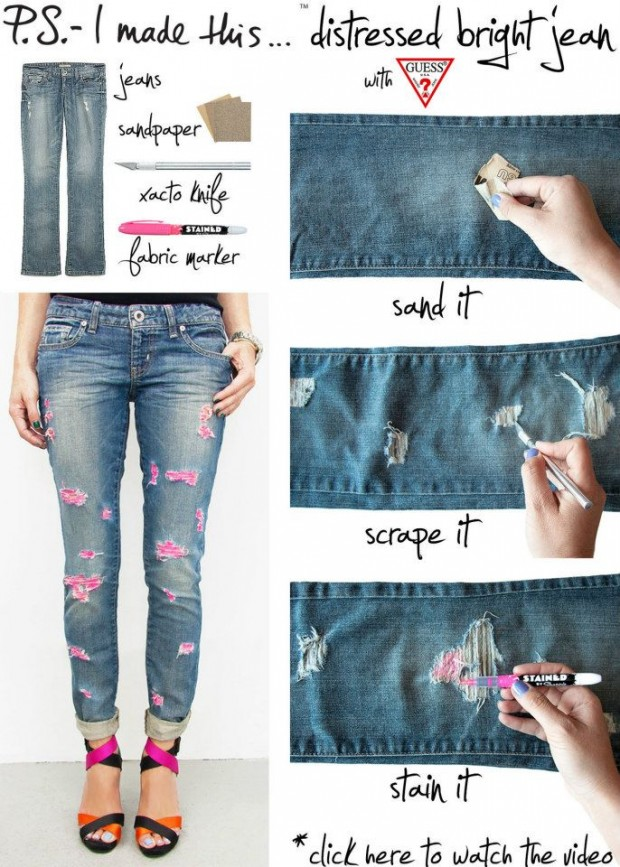 P.S.- I made this...™ distressed bright jean
with GUESS® U.S.A. ?
jeans
sandpaper
xacto knife
STAINED
fabric marker
sand it
scrape it
STAINED
stain it
*click here to watch the video